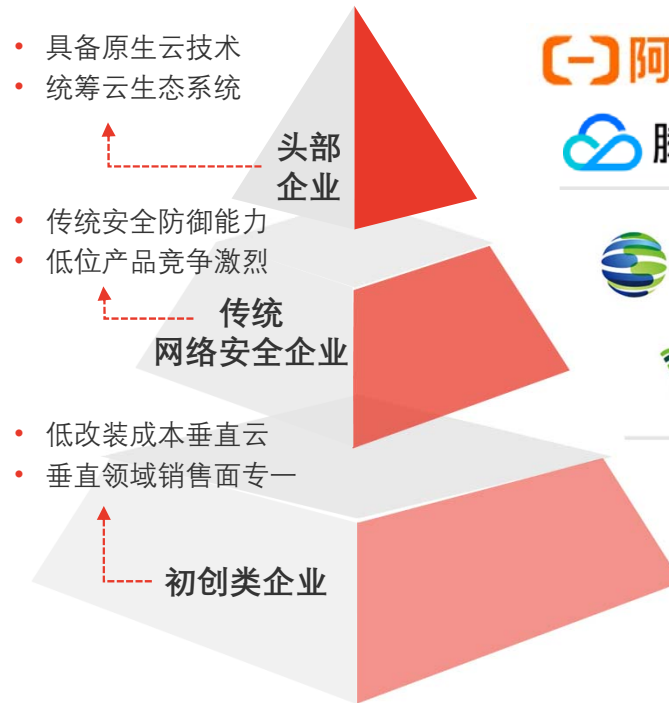 具备原生云技术
统筹云生态系统
头部
企业
传统安全防御能力
低位产品竞争激烈
传统
网络安全企业
低改装成本垂直云
垂直领域销售面专一
初创类企业
阿